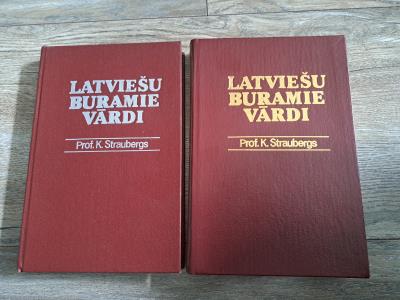 LATVIEŠU
BURAMIE
VĀRDI
Prof. K. Straubergs
LATVIEŠU
BURAMIE
VĀRDI
Prof. K. Straubergs